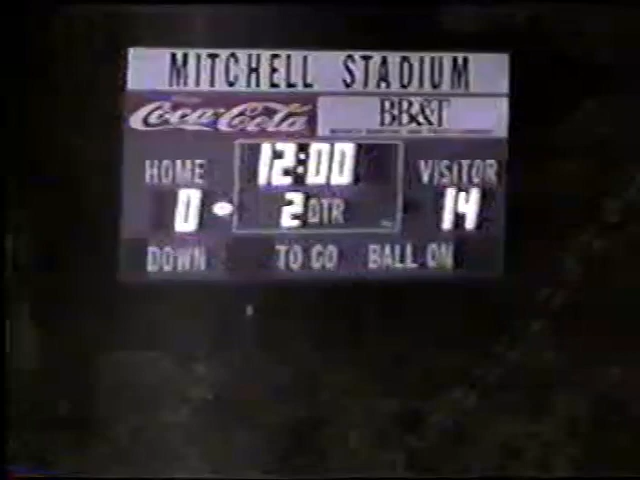 MITCHELL STADIUM
Coca-Cola BB&T
12:00
HOME VISITOR
0 2 QTR 14
DOWN TO GO BALL ON